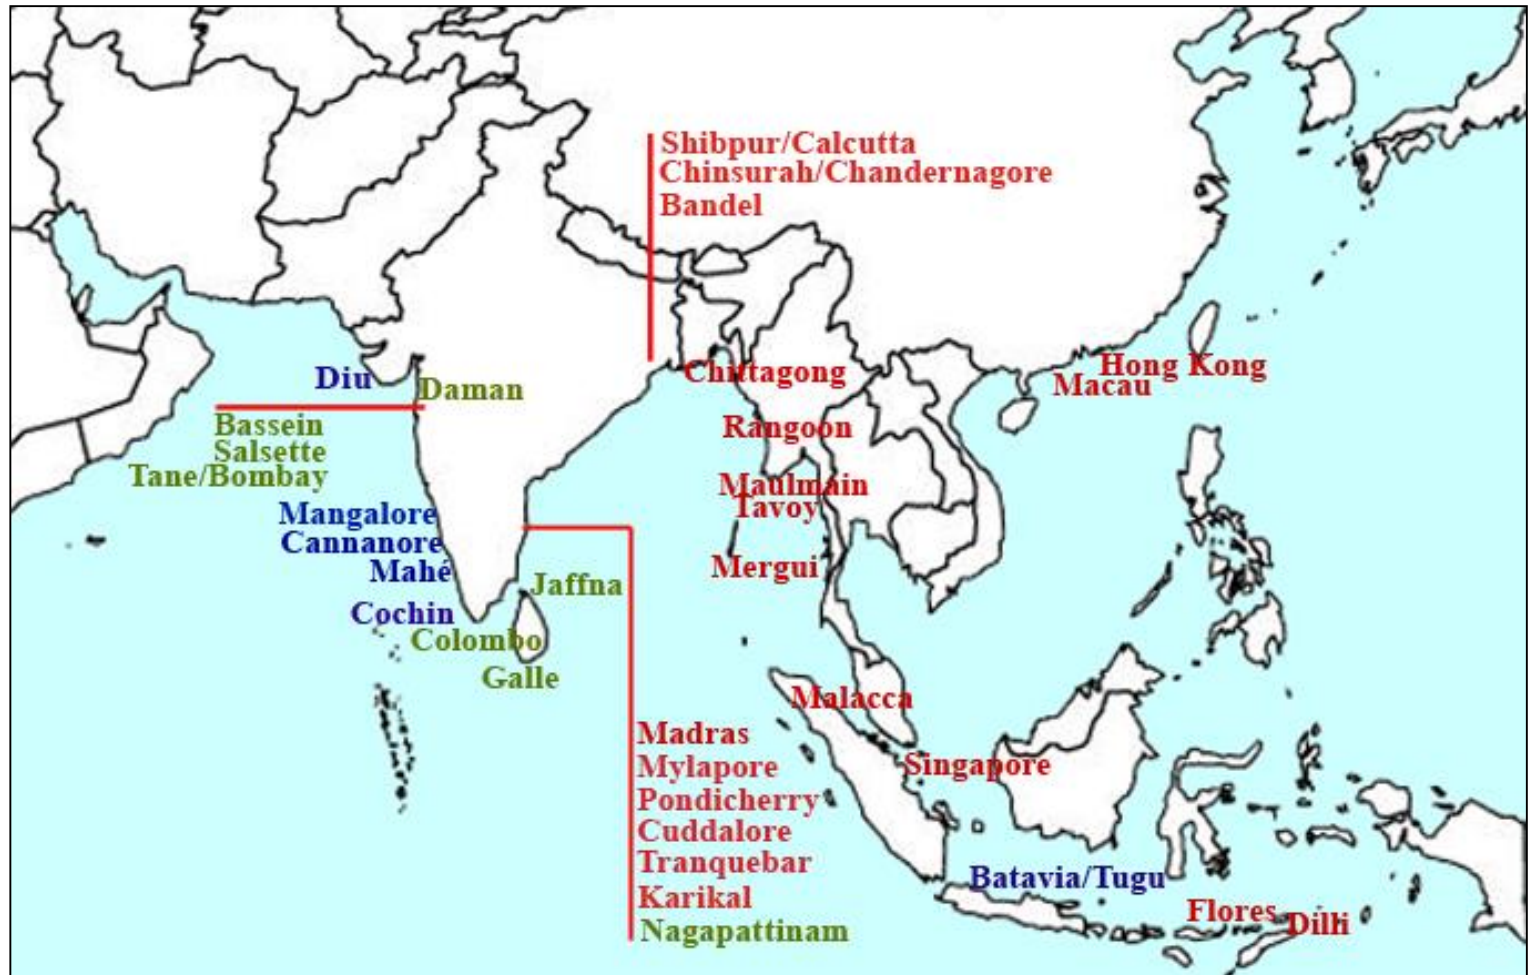 Shibpur/Calcutta
Chinsurah/Chandernagore
Bandel
Chittagong
Hong Kong
Macau
Diu
Daman
Bassein
Salsette
Tane/Bombay
Rangoon
Maulmain
Tavoy
Mergui
Mangalore
Cannanore
Mahé
Cochin
Jaffna
Colombo
Galle
Malacca
Singapore
Madras
Mylapore
Pondicherry
Cuddalore
Tranquebar
Karikal
Nagapattinam
Batavia/Tugu
Flores
Dilli